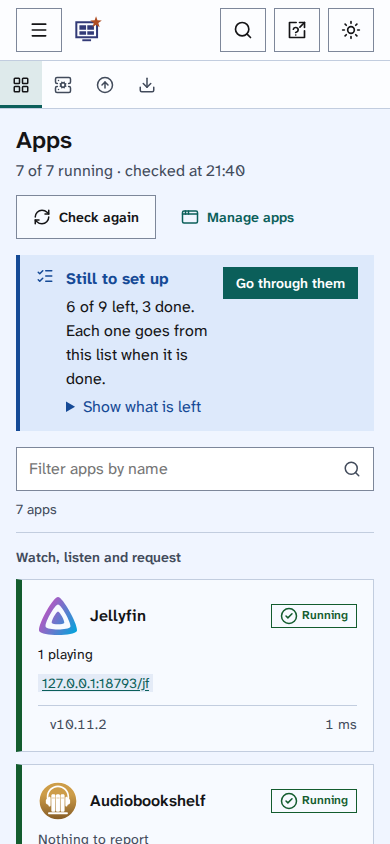 Apps
7 of 7 running · checked at 21:40
Check again
Manage apps
Still to set up
Go through them
6 of 9 left, 3 done.
Each one goes from
this list when it is
done.
Show what is left
Filter apps by name
7 apps
Watch, listen and request
Jellyfin
Running
1 playing
127.0.0.1:18793/jf
v10.11.2
1 ms
Audiobookshelf
Running
Nothing to report